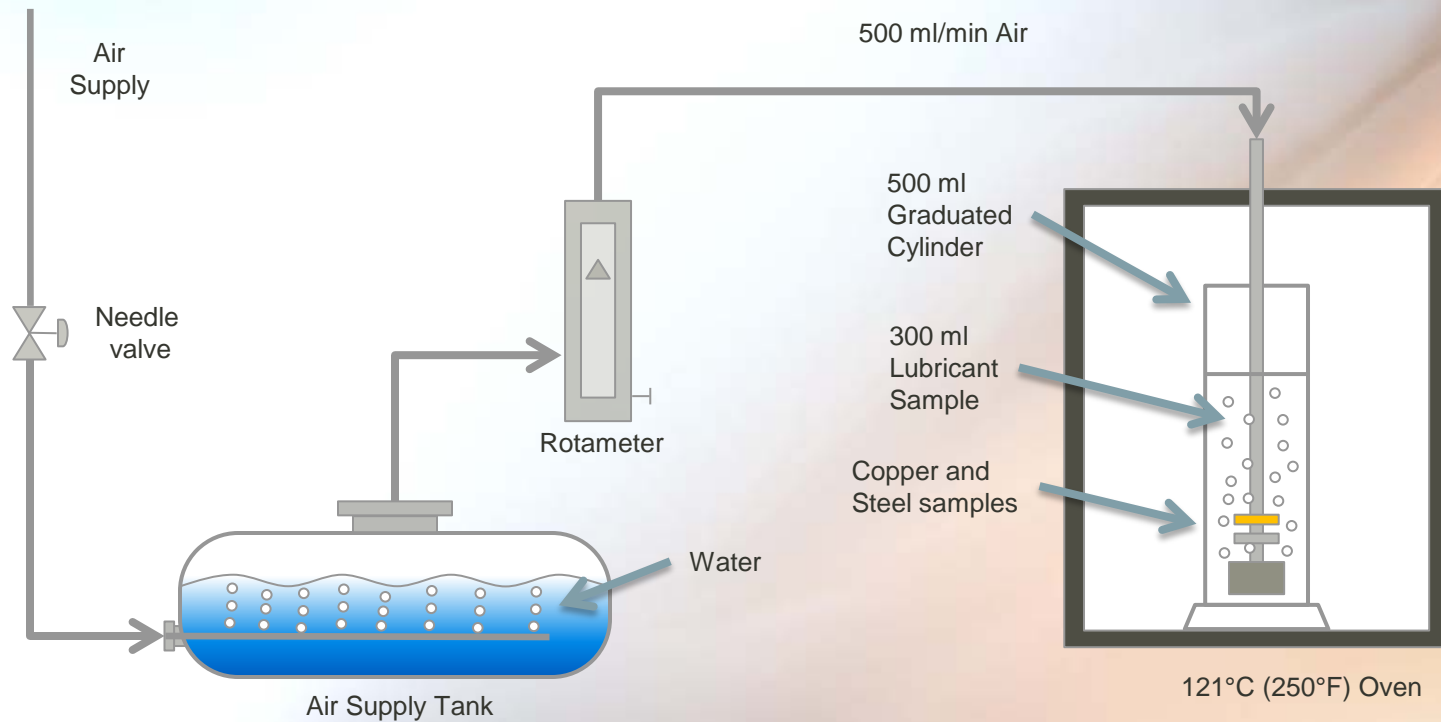 Air
Supply
500 ml/min Air
500 ml
Graduated
Cylinder
Needle
valve
300 ml
Lubricant
Sample
Rotameter
Copper and
Steel samples
Water
Air Supply Tank
121°C (250°F) Oven